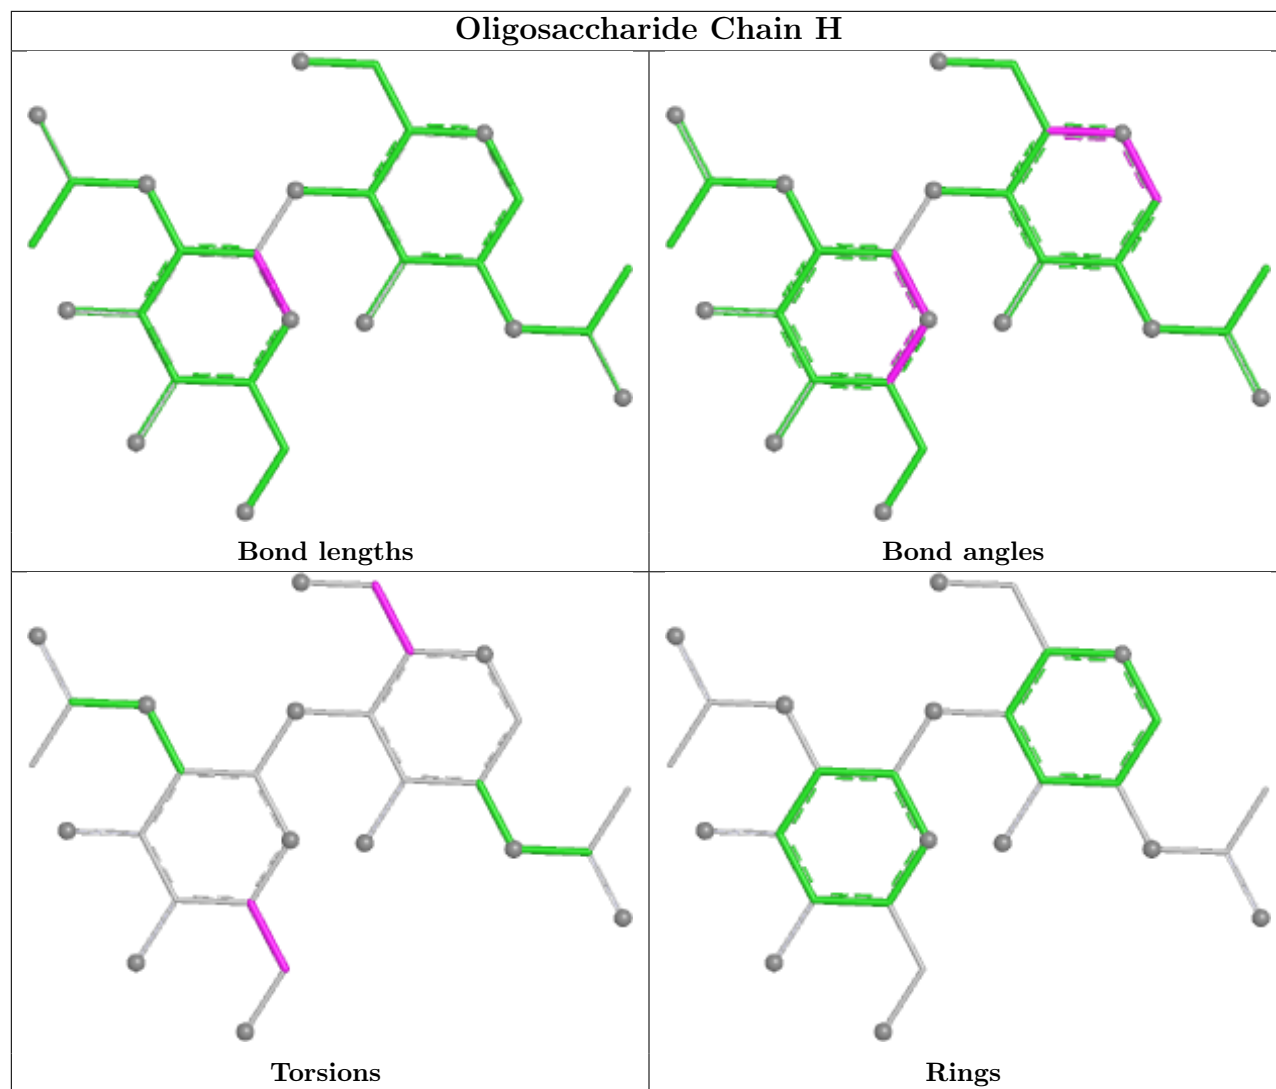 Oligosaccharide Chain H
Bond lengths
Bond angles
Torsions
Rings